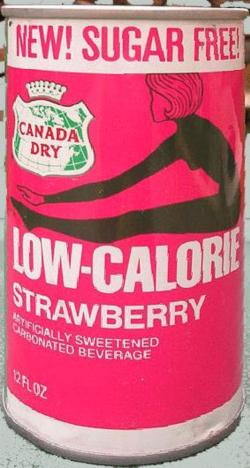 NEW! SUGAR FREE!
CANADA
DRY
LOW-CALORIE
STRAWBERRY
ARTIFICIALLY SWEETENED
CARBONATED BEVERAGE
12 FL OZ